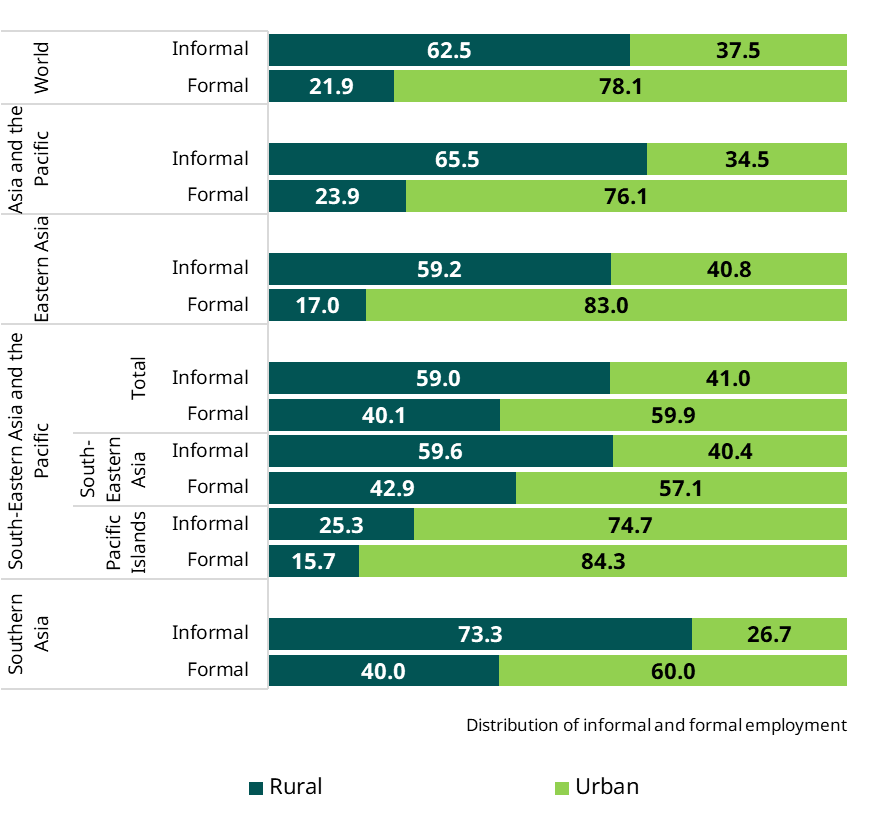 World
Informal
62.5
37.5
Formal
21.9
78.1
Asia and the
Pacific
Informal
65.5
34.5
Formal
23.9
76.1
Eastern Asia
Informal
59.2
40.8
Formal
17.0
83.0
South-Eastern Asia and the
Pacific
Total
Informal
59.0
41.0
Formal
40.1
59.9
South-
Eastern
Asia
Informal
59.6
40.4
Formal
42.9
57.1
Pacific
Islands
Informal
25.3
74.7
Formal
15.7
84.3
Southern
Asia
Informal
73.3
26.7
Formal
40.0
60.0
Distribution of informal and formal employment
Rural
Urban